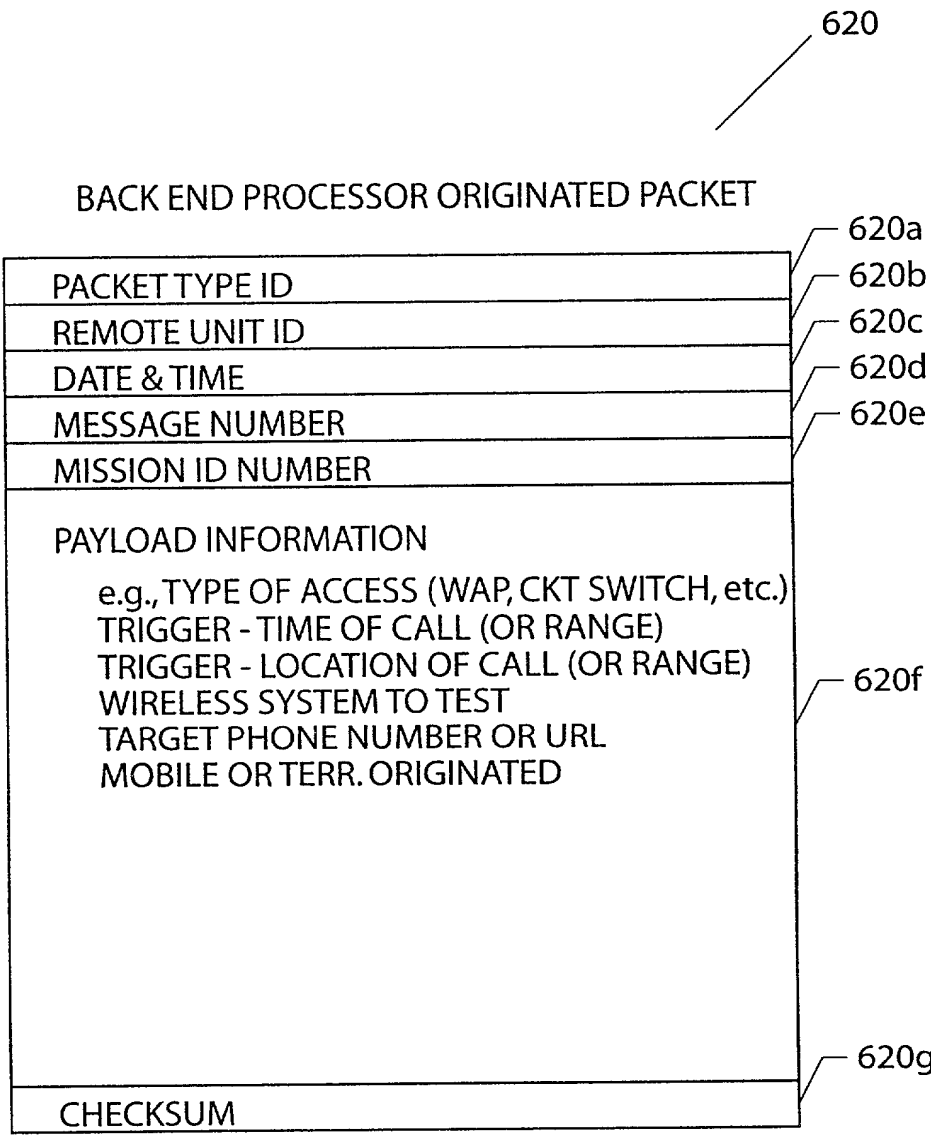 620
BACK END PROCESSOR ORIGINATED PACKET
620a
PACKET TYPE ID
620b
REMOTE UNIT ID
620c
DATE & TIME
620d
MESSAGE NUMBER
620e
MISSION ID NUMBER
PAYLOAD INFORMATION
e.g., TYPE OF ACCESS (WAP, CKT SWITCH, etc.)
TRIGGER - TIME OF CALL (OR RANGE)
TRIGGER - LOCATION OF CALL (OR RANGE)
620f
WIRELESS SYSTEM TO TEST
TARGET PHONE NUMBER OR URL
MOBILE OR TERR. ORIGINATED
620g
CHECKSUM